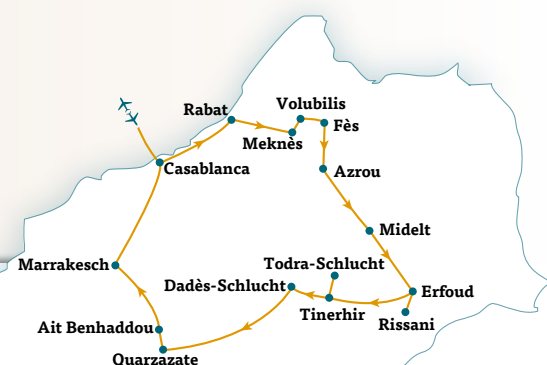 Volubilis
Rabat
Fès
Meknès
Casablanca
Azrou
Midelt
Todra-Schlucht
Marrakesch
Dadès-Schlucht
Erfoud
Tinerhir
Rissani
Ait Benhaddou
Quarzazate